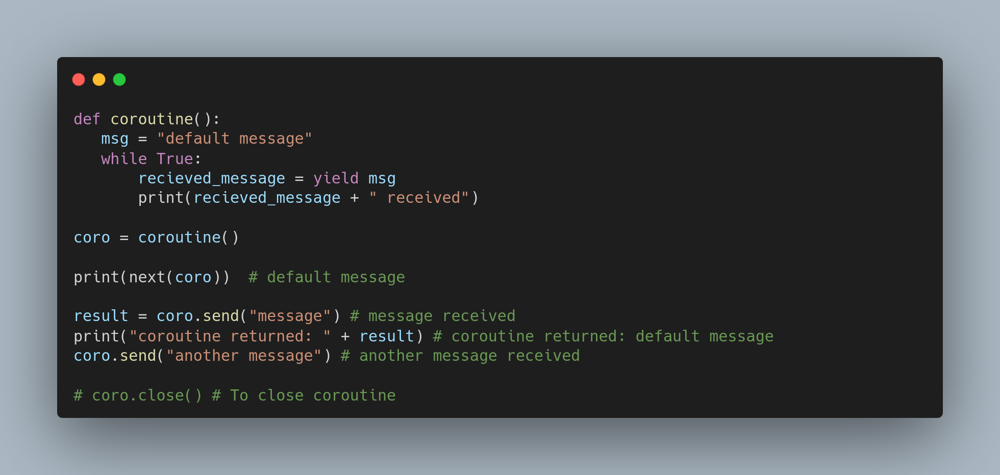 def coroutine():
   msg = "default message"
   while True:
       recieved_message = yield msg
       print(recieved_message + " received")

coro = coroutine()

print(next(coro))  # default message

result = coro.send("message") # message received
print("coroutine returned: " + result) # coroutine returned: default message
coro.send("another message") # another message received

# coro.close() # To close coroutine